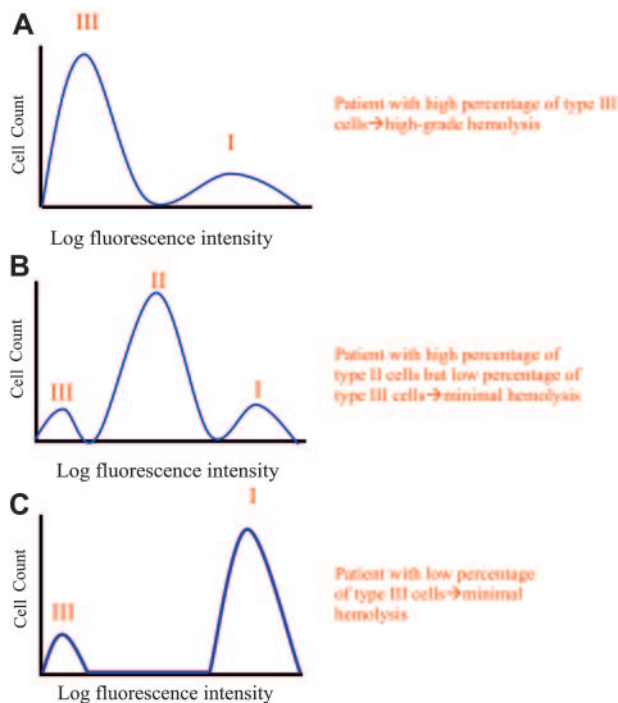 A
III
I
Cell Count
Log fluorescence intensity
Patient with high percentage of type III
cells→high-grade hemolysis
B
II
III
I
Cell Count
Log fluorescence intensity
Patient with high percentage of
type II cells but low percentage of
type III cells→minimal hemolysis
C
I
III
Cell Count
Log fluorescence intensity
Patient with low percentage
of type III cells→minimal
hemolysis